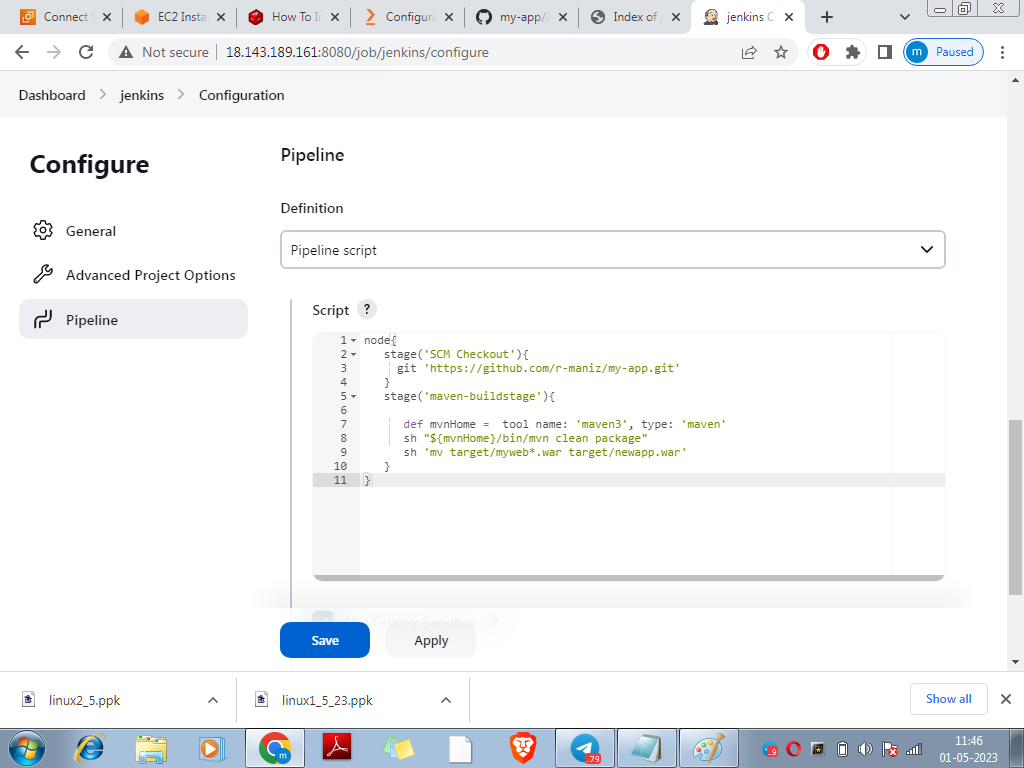 Connect t
EC2 Insta
How To I
Configuri
my-app/
Index of
jenkins C
Not secure
18.143.189.161:8080/job/jenkins/configure
m
Paused
Dashboard
jenkins
Configuration
Configure
General
Advanced Project Options
Pipeline
Pipeline
Definition
Pipeline script
Script ?
1 node{
2 stage('SCM Checkout'){
3 git 'https://github.com/r-maniz/my-app.git'
4 }
5 stage('maven-buildstage'){
6
7 def mvnHome =  tool name: 'maven3', type: 'maven'
8 sh "${mvnHome}/bin/mvn clean package"
9 sh 'mv target/myweb*.war target/newapp.war'
10 }
11 }
Use Groovy Sandbox ?
Save
Apply
linux2_5.ppk
linux1_5_23.ppk
Show all
m
.79
11:46
01-05-2023